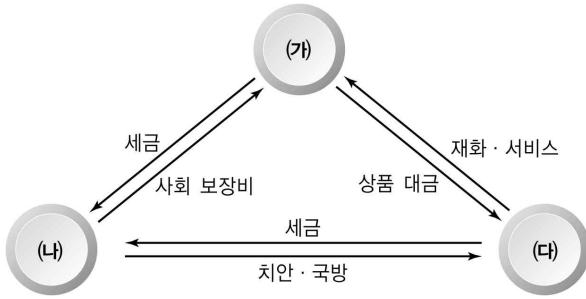 (가)
세금
재화 · 서비스
사회 보장비
상품 대금
(나)
세금
(다)
치안 · 국방